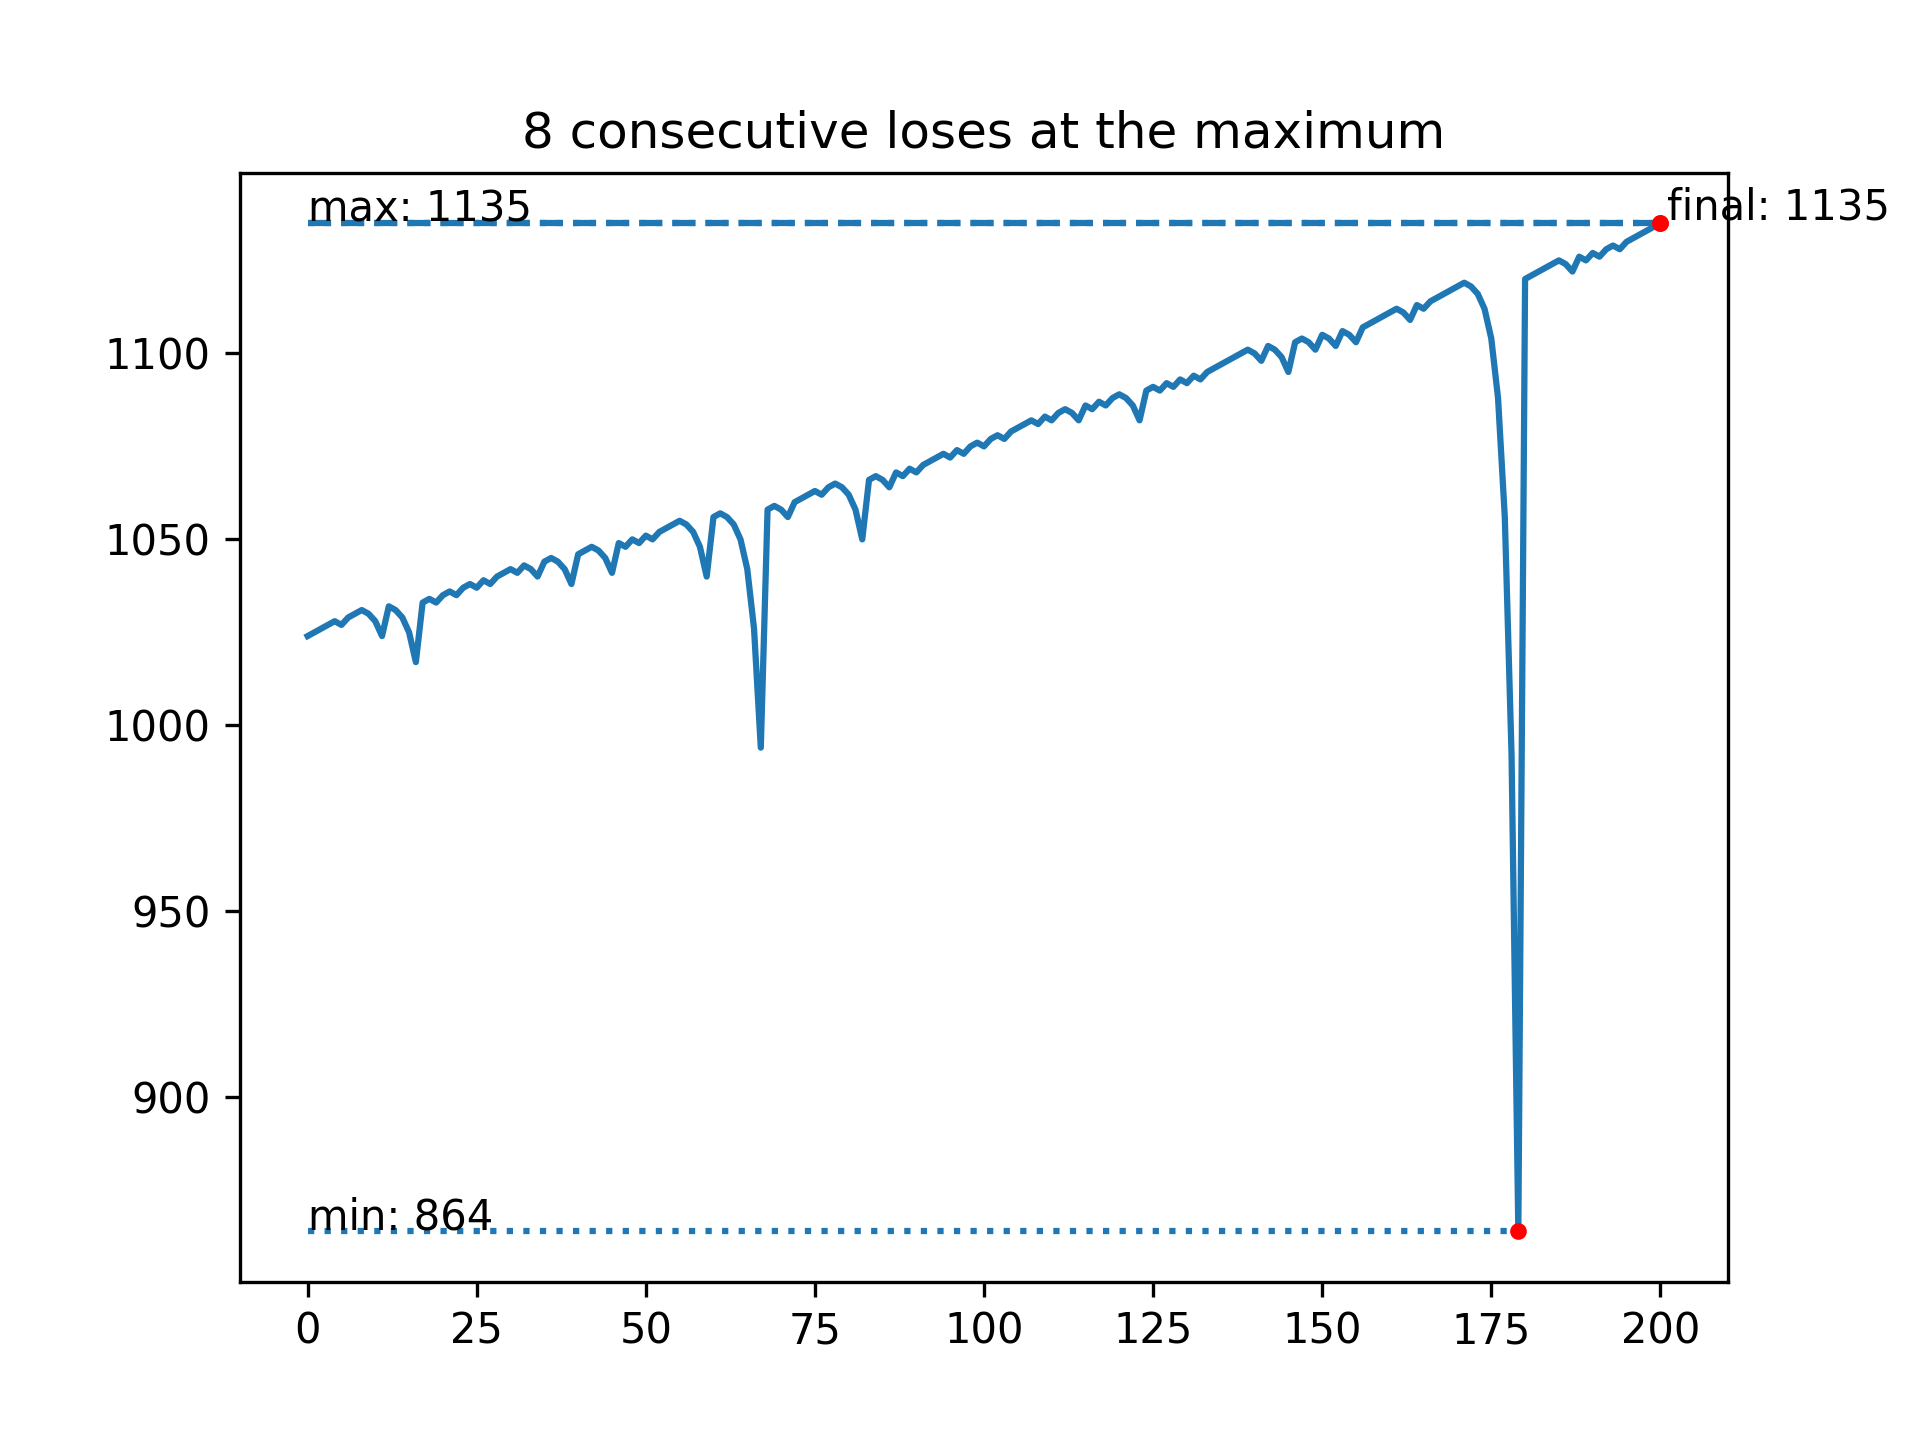 8 consecutive loses at the maximum
max: 1135
final: 1135
1100
1050
1000
950
900
min: 864
0 25 50 75 100 125 150 175 200